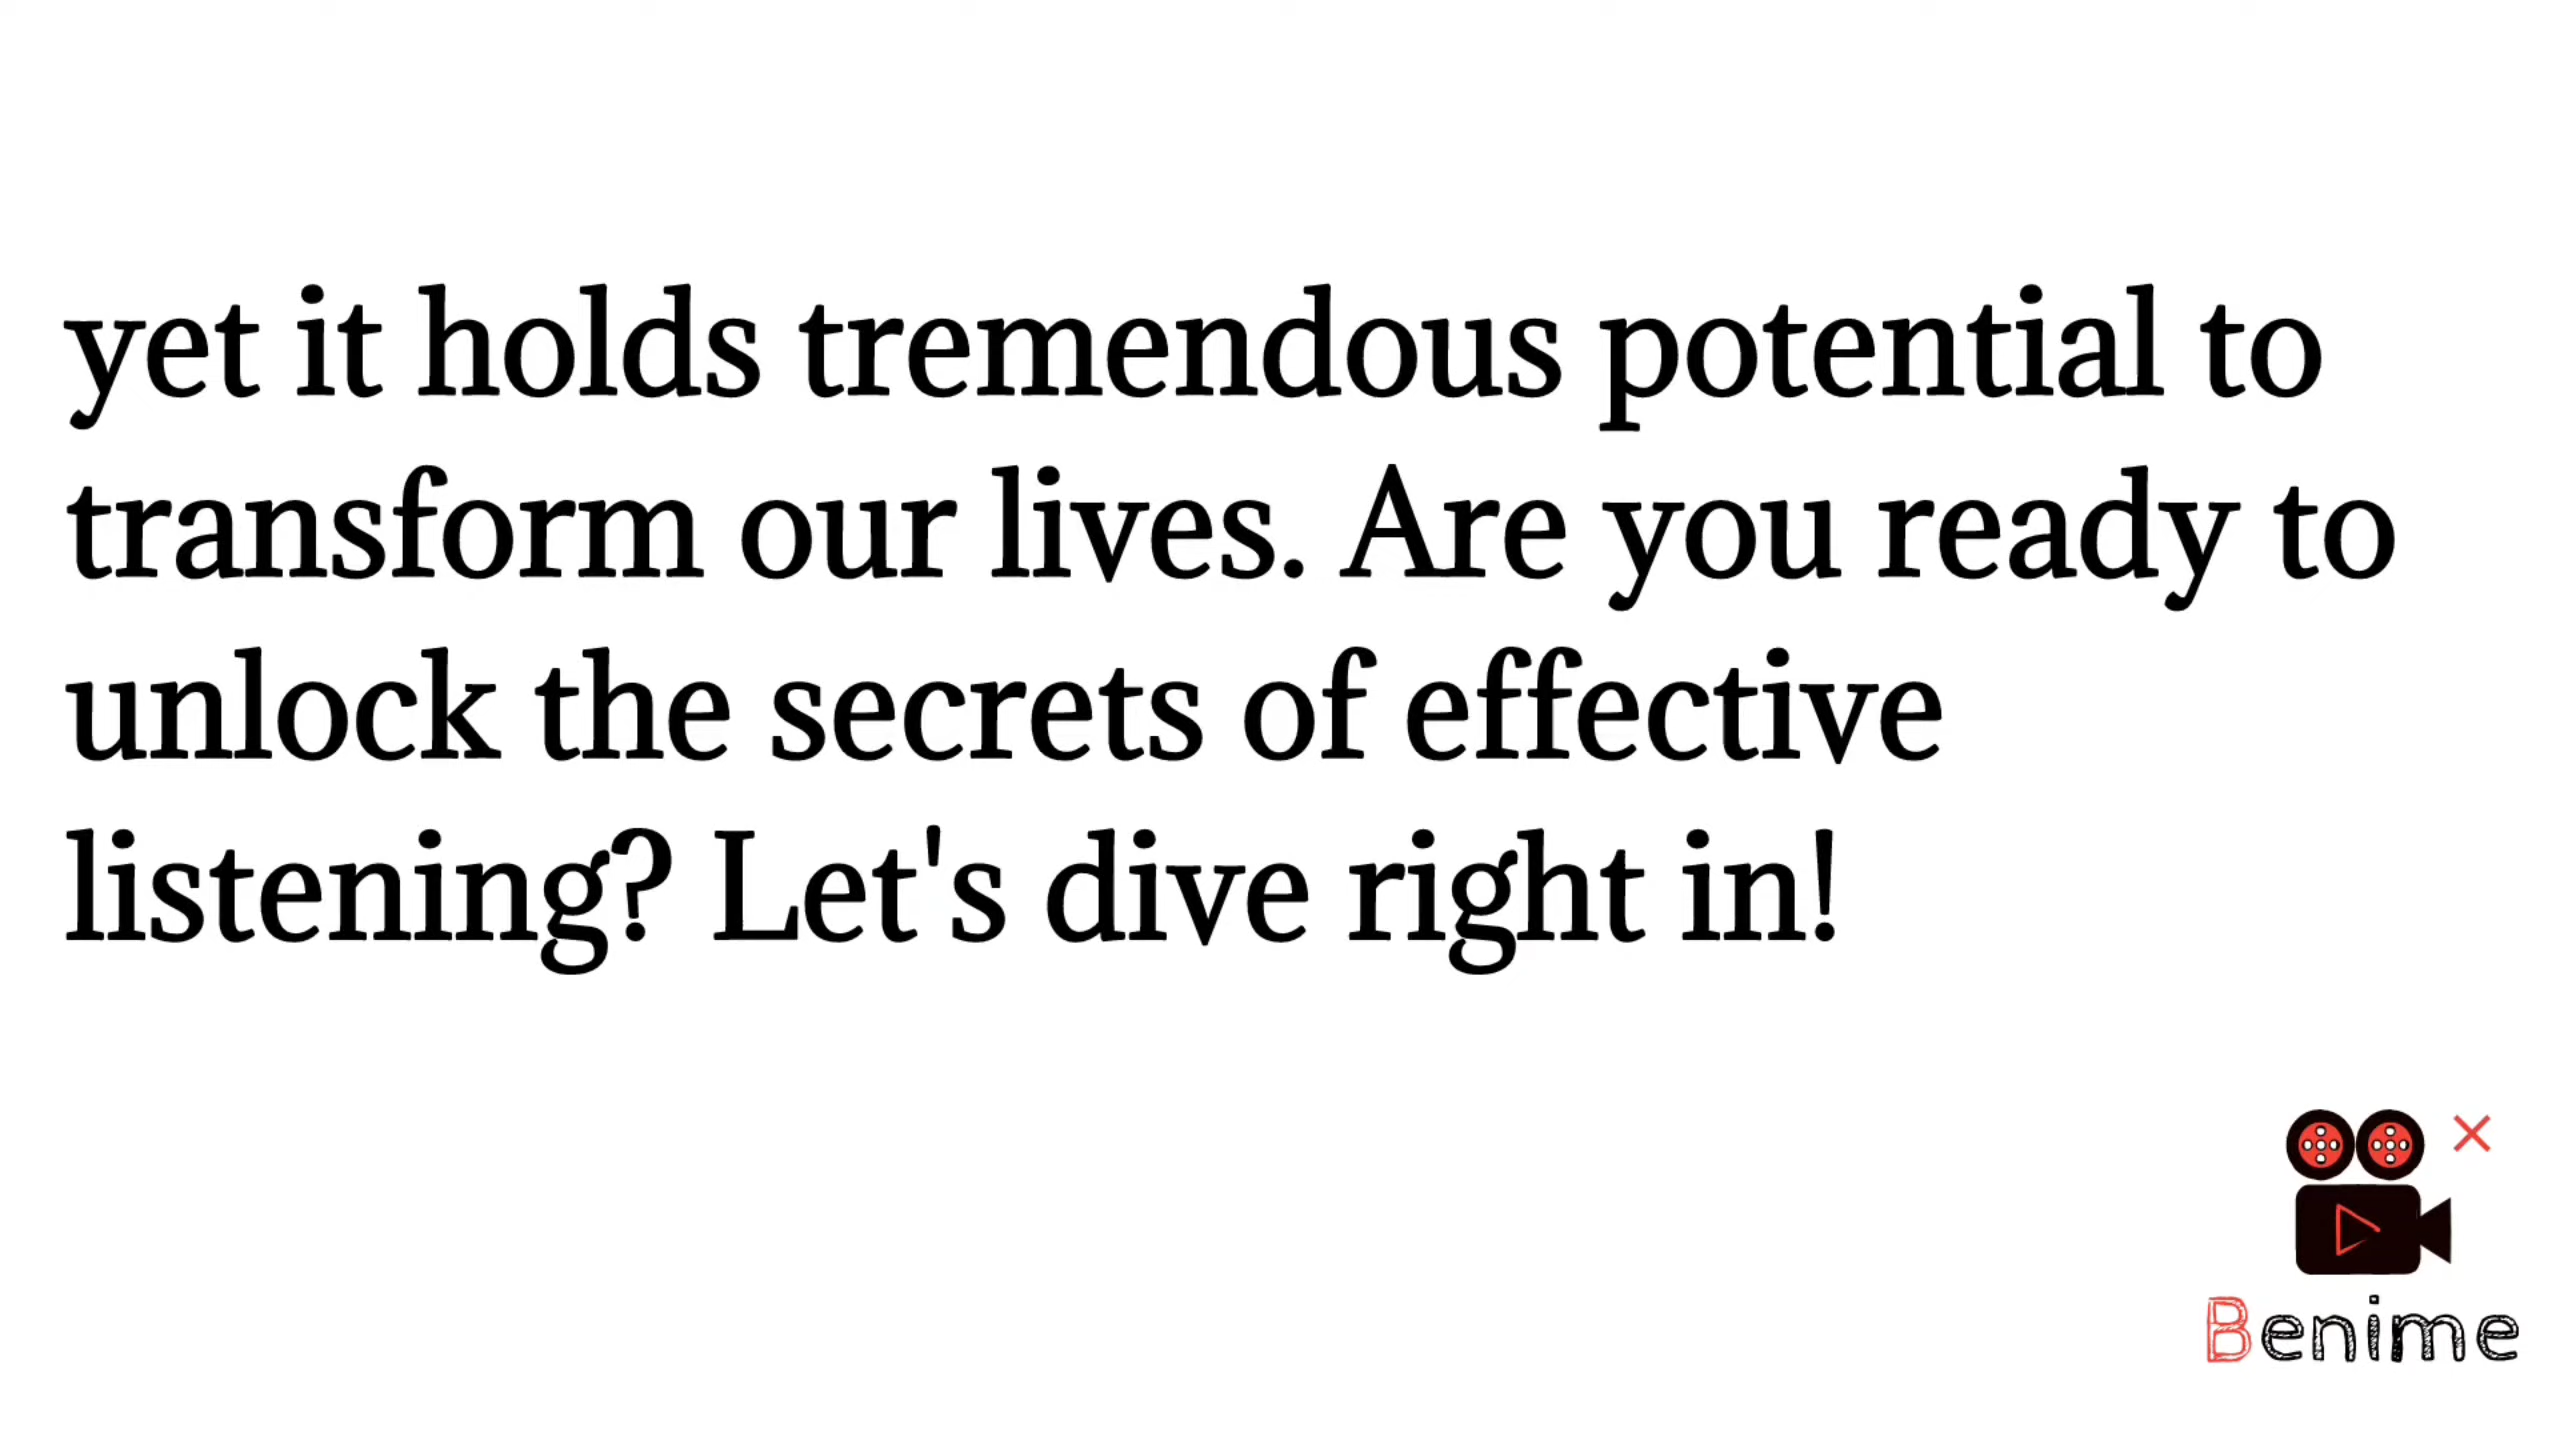 yet it holds tremendous potential to
transform our lives. Are you ready to
unlock the secrets of effective
listening? Let's dive right in!
Benime